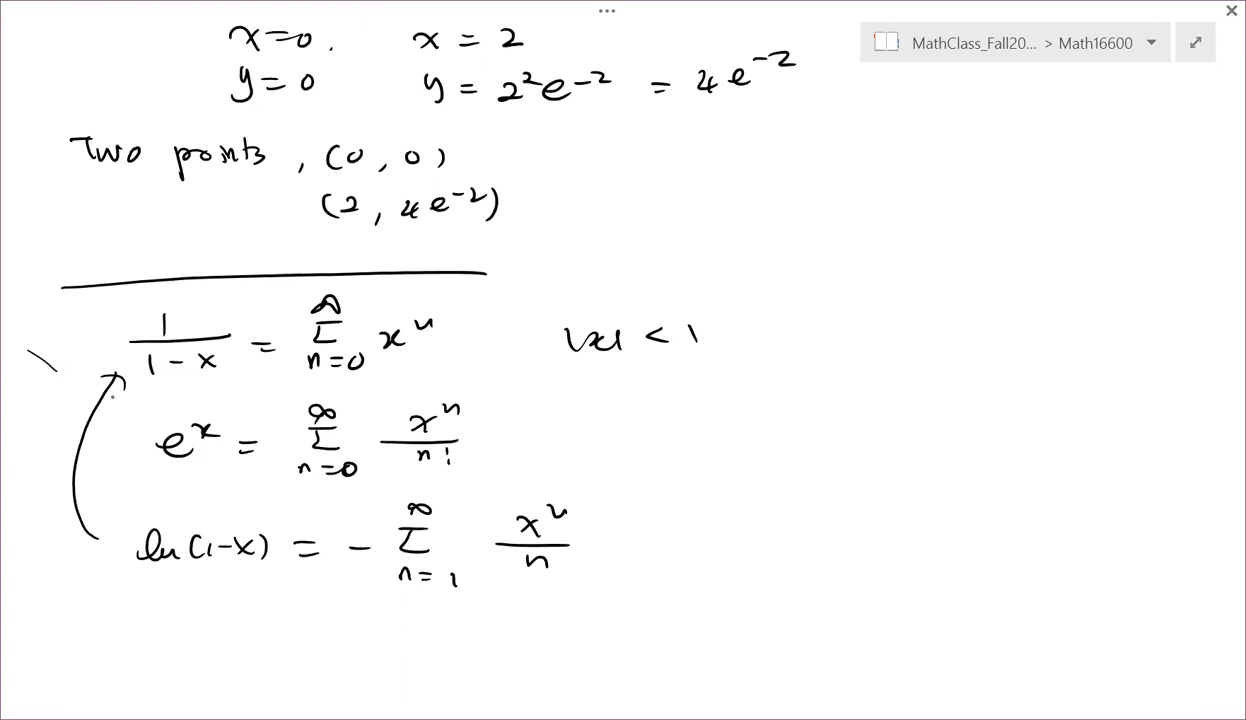 x=0. x = 2
MathClass_Fall20... > Math16600
y=0 y = 2²e⁻² = 4e⁻²
Two points, (0, 0)
(2, 4e⁻²)
1/(1-x) = Σ_{n=0}^{∞} xⁿ |x| < 1
eˣ = Σ_{n=0}^{∞} xⁿ/n!
ln(1-x) = - Σ_{n=1}^{∞} xⁿ/n